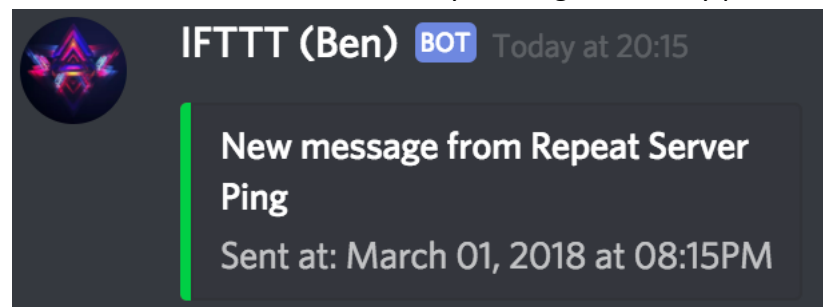 IFTTT (Ben) BOT Today at 20:15
New message from Repeat Server
Ping
Sent at: March 01, 2018 at 08:15PM